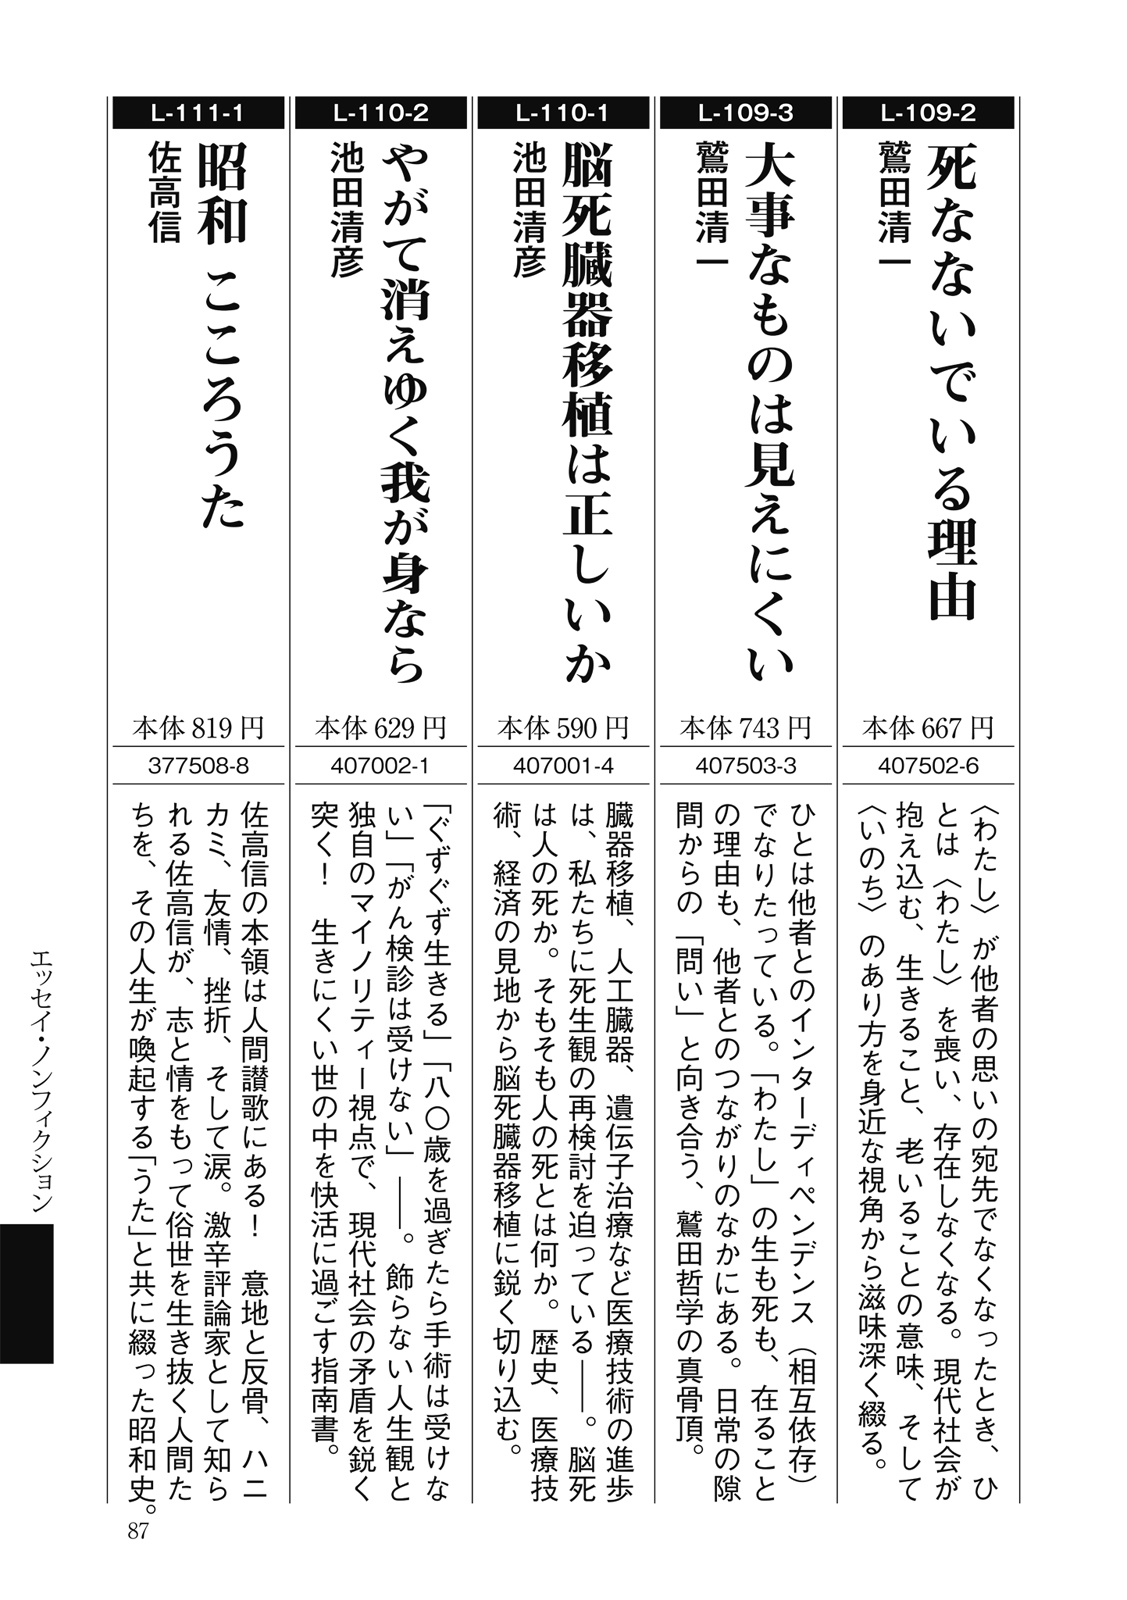 L-109-2
死なないでいる理由
鷲田清一
本体 667 円
407502-6
〈わたし〉が他者の思いの宛先でなくなったとき、ひ
とは〈わたし〉を喪い、存在しなくなる。現代社会が
抱え込む、生きること、老いることの意味、そして
〈いのち〉のあり方を身近な視角から滋味深く綴る。
L-109-3
大事なものは見えにくい
鷲田清一
本体 743 円
407503-3
ひとは他者とのインターディペンデンス（相互依存）
でなりたっている。「わたし」の生も死も、在ること
の理由も、他者とのつながりのなかにある。日常の隙
間からの「問い」と向き合う、鷲田哲学の真骨頂。
L-110-1
脳死臓器移植は正しいか
池田清彦
本体 590 円
407001-4
臓器移植、人工臓器、遺伝子治療など医療技術の進歩
は、私たちに死生観の再検討を迫っている――。脳死
は人の死か。そもそも人の死とは何か。歴史、医療技
術、経済の見地から脳死臓器移植に鋭く切り込む。
L-110-2
やがて消えゆく我が身なら
池田清彦
本体 629 円
407002-1
「ぐずぐず生きる」「八〇歳を過ぎたら手術は受けな
い」「がん検診は受けない」――。飾らない人生観と
独自のマイノリティー視点で、現代社会の矛盾を鋭く
突く！　生きにくい世の中を快活に過ごす指南書。
L-111-1
昭和 こころうた
佐高信
本体 819 円
377508-8
佐高信の本領は人間讃歌にある！　意地と反骨、ハニ
カミ、友情、挫折、そして涙。激辛評論家として知ら
れる佐高信が、志と情をもって俗世を生き抜く人間た
ちを、その人生が喚起する「うた」と共に綴った昭和史。
エッセイ・ノンフィクション
87